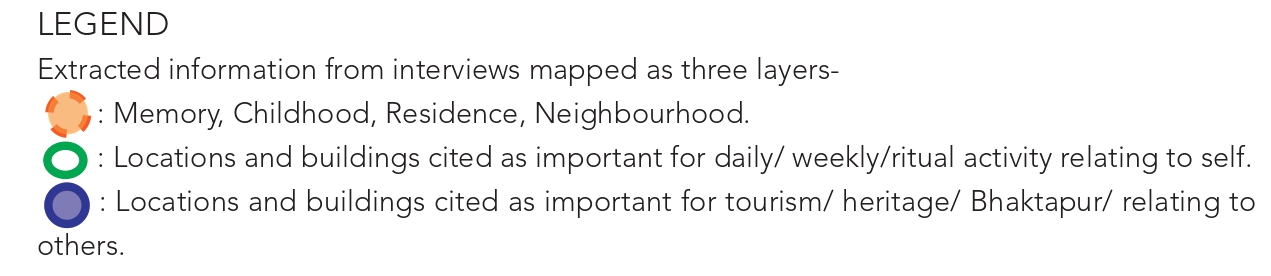 LEGEND
Extracted information from interviews mapped as three layers-
: Memory, Childhood, Residence, Neighbourhood.
: Locations and buildings cited as important for daily/ weekly/ritual activity relating to self.
: Locations and buildings cited as important for tourism/ heritage/ Bhaktapur/ relating to
others.